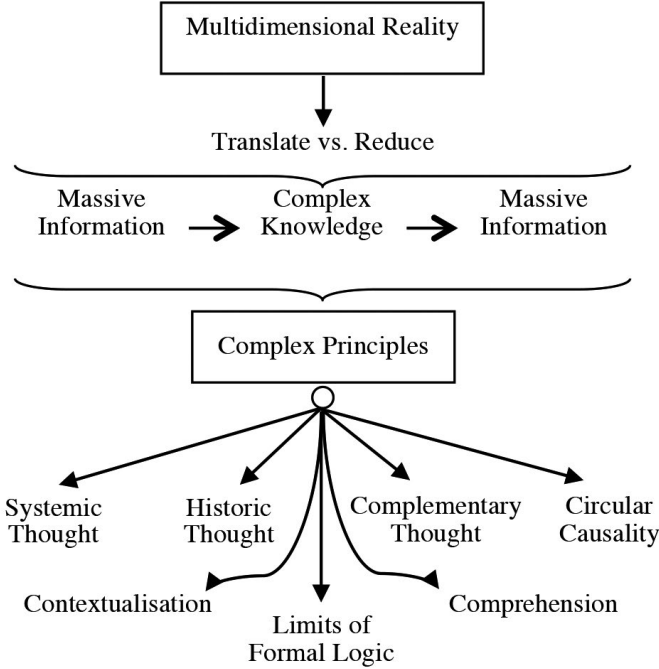 Multidimensional Reality
Translate vs. Reduce
Massive
Information
Complex
Knowledge
Massive
Information
Complex Principles
Systemic
Thought
Historic
Thought
Complementary
Thought
Circular
Causality
Contextualisation
Limits of
Formal Logic
Comprehension